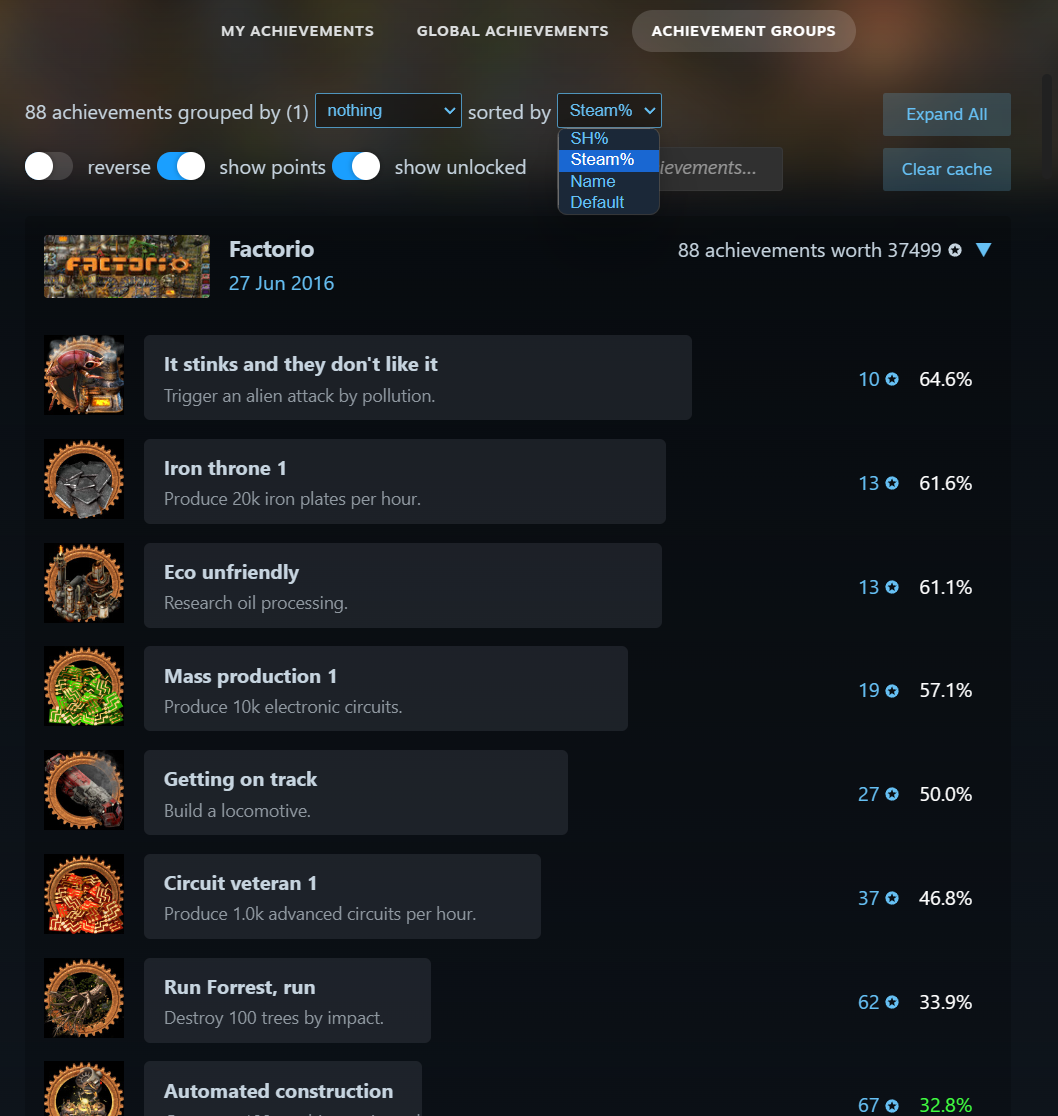 MY ACHIEVEMENTS GLOBAL ACHIEVEMENTS ACHIEVEMENT GROUPS
88 achievements grouped by (1) nothing sorted by Steam% Expand All
SH%
Steam%
Name
Default
reverse show points show unlocked Clear cache
FACTORIO
Factorio
27 Jun 2016
88 achievements worth 37499
It stinks and they don't like it
Trigger an alien attack by pollution.
10 64.6%
Iron throne 1
Produce 20k iron plates per hour.
13 61.6%
Eco unfriendly
Research oil processing.
13 61.1%
Mass production 1
Produce 10k electronic circuits.
19 57.1%
Getting on track
Build a locomotive.
27 50.0%
Circuit veteran 1
Produce 1.0k advanced circuits per hour.
37 46.8%
Run Forrest, run
Destroy 100 trees by impact.
62 33.9%
Automated construction
67 32.8%